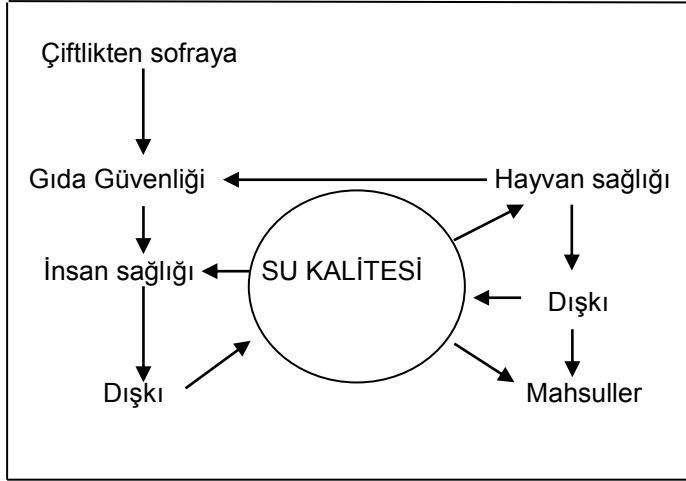 Çiftlikten sofraya
Gıda Güvenliği
Hayvan sağlığı
İnsan sağlığı
SU KALİTESİ
Dışkı
Dışkı
Mahsuller